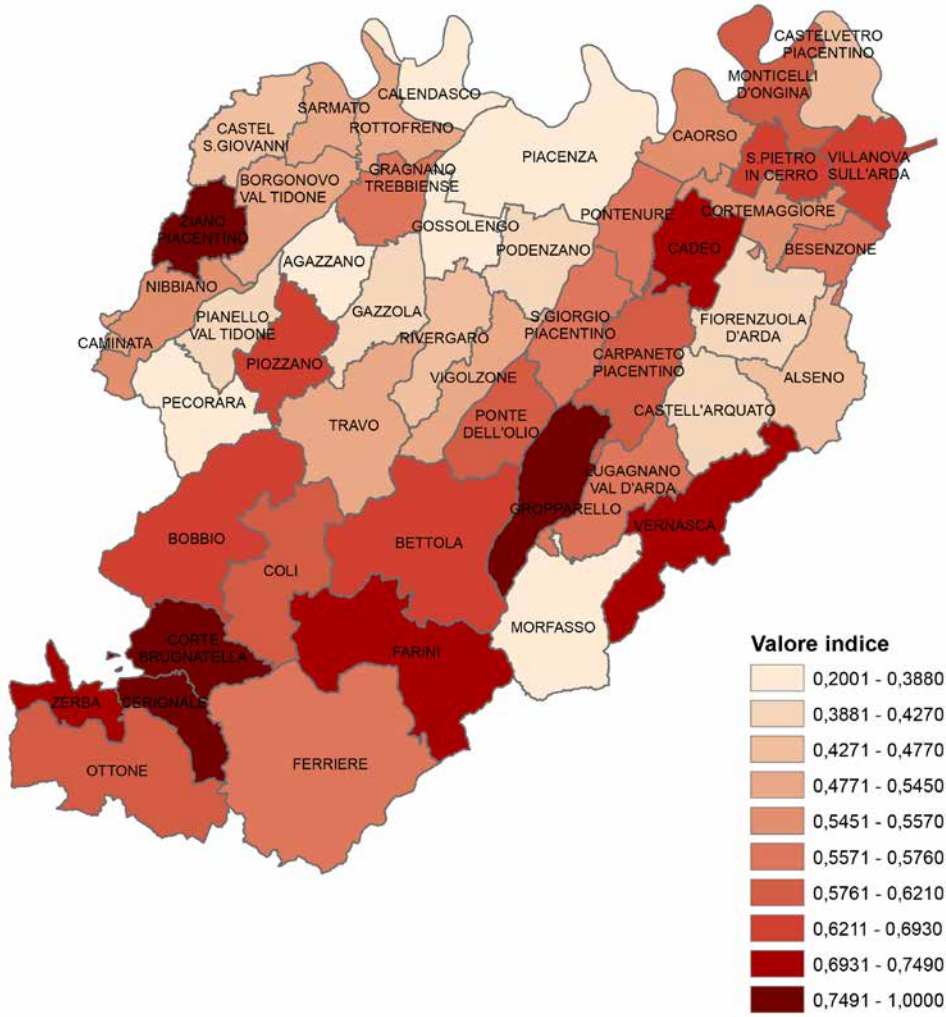 CASTELVETRO
PIACENTINO
MONTICELLI
D'ONGINA
CALENDASCO
SARMATO
ROTTOFRENO
CASTEL
S.GIOVANNI
CAORSO
PIACENZA
S.PIETRO
IN CERRO
VILLANOVA
SULL'ARDA
GRAGNANO
TREBBIENSE
BORGONOVO
VAL TIDONE
ZIANO
PIACENTINO
GOSSOLENGO
PONTENURE
CORTEMAGGIORE
CADEO
PODENZANO
BESENZONE
AGAZZANO
NIBBIANO
GAZZOLA
PIANELLO
VAL TIDONE
S.GIORGIO
PIACENTINO
FIORENZUOLA
D'ARDA
CAMINATA
RIVERGARO
PIOZZANO
CARPANETO
PIACENTINO
VIGOLZONE
ALSENO
PECORARA
TRAVO
PONTE
DELL'OLIO
CASTELL'ARQUATO
LUGAGNANO
VAL D'ARDA
GROPPARELLO
VERNASCA
BOBBIO
BETTOLA
COLI
MORFASSO
CORTE
BRUGNATELLA
FARINI
ZERBA
CERIGNALE
OTTONE
FERRIERE
Valore indice
0,2001 - 0,3880
0,3881 - 0,4270
0,4271 - 0,4770
0,4771 - 0,5450
0,5451 - 0,5570
0,5571 - 0,5760
0,5761 - 0,6210
0,6211 - 0,6930
0,6931 - 0,7490
0,7491 - 1,0000